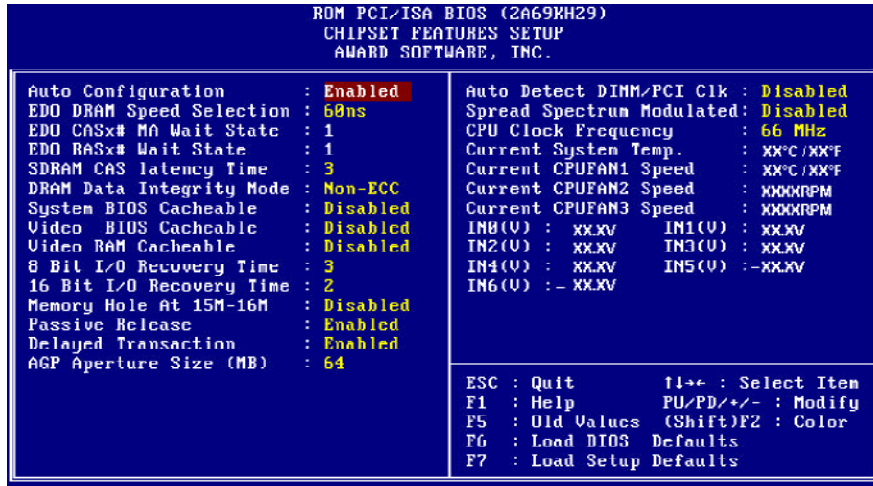 ROM PCI/ISA BIOS (2A69KH29)
CHIPSET FEATURES SETUP
AWARD SOFTWARE, INC.
Auto Configuration : Enabled
EDO DRAM Speed Selection : 60ns
EDO CASx# MA Wait State : 1
EDO RASx# Wait State : 1
SDRAM CAS latency Time : 3
DRAM Data Integrity Mode : Non-ECC
System BIOS Cacheable : Disabled
Video BIOS Cacheable : Disabled
Video RAM Cacheable : Disabled
8 Bit I/O Recovery Time : 3
16 Bit I/O Recovery Time : 2
Memory Hole At 15M-16M : Disabled
Passive Release : Enabled
Delayed Transaction : Enabled
AGP Aperture Size (MB) : 64
Auto Detect DIMM/PCI Clk : Disabled
Spread Spectrum Modulated: Disabled
CPU Clock Frequency : 66 MHz
Current System Temp. : XX°C/XX°F
Current CPUFAN1 Speed : XX°C/XX°F
Current CPUFAN2 Speed : XXXXRPM
Current CPUFAN3 Speed : XXXXRPM
IN0(V) : XX.XV IN1(V) : XX.XV
IN2(V) : XX.XV IN3(V) : XX.XV
IN4(V) : XX.XV IN5(V) :-XX.XV
IN6(V) :- XX.XV
ESC : Quit ↑↓→← : Select Item
F1 : Help PU/PD/+/- : Modify
F5 : Old Values (Shift)F2 : Color
F6 : Load BIOS Defaults
F7 : Load Setup Defaults